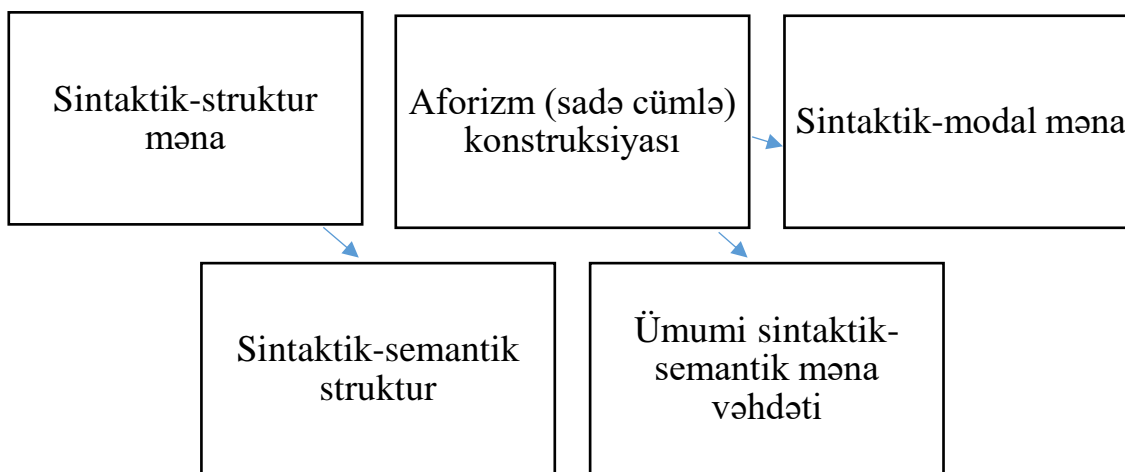 Sintaktik-struktur
məna
Aforizm (sadə cümlə)
konstruksiyası
Sintaktik-modal məna
Sintaktik-semantik
struktur
Ümumi sintaktik-
semantik məna
vəhdəti